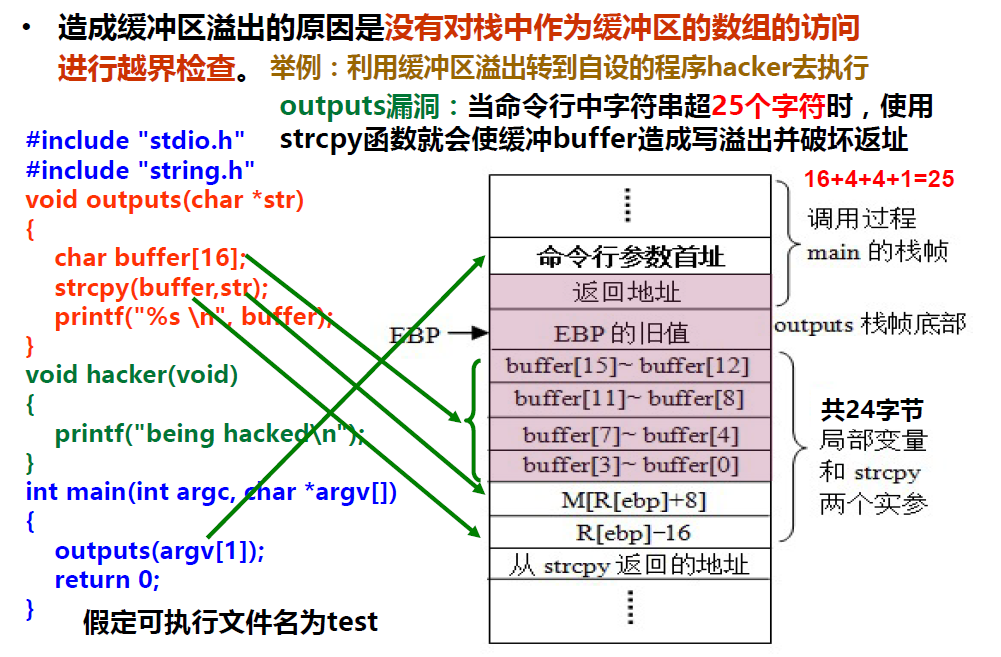 • 造成缓冲区溢出的原因是没有对栈中作为缓冲区的数组的访问
进行越界检查。举例：利用缓冲区溢出转到自设的程序hacker去执行
outputs漏洞：当命令行中字符串超25个字符时，使用
strcpy函数就会使缓冲buffer造成写溢出并破坏返址
#include "stdio.h"
#include "string.h"
void outputs(char *str)
{
char buffer[16];
strcpy(buffer,str);
printf("%s \n", buffer);
}
void hacker(void)
{
printf("being hacked\n");
}
int main(int argc, char *argv[])
{
outputs(argv[1]);
return 0;
}
假定可执行文件名为test
16+4+4+1=25
命令行参数首址
返回地址
EBP
EBP 的旧值
buffer[15]~ buffer[12]
buffer[11]~ buffer[8]
buffer[7]~ buffer[4]
buffer[3]~ buffer[0]
M[R[ebp]+8]
R[ebp]−16
从 strcpy 返回的地址
调用过程
main 的栈帧
outputs 栈帧底部
共24字节
局部变量
和 strcpy
两个实参